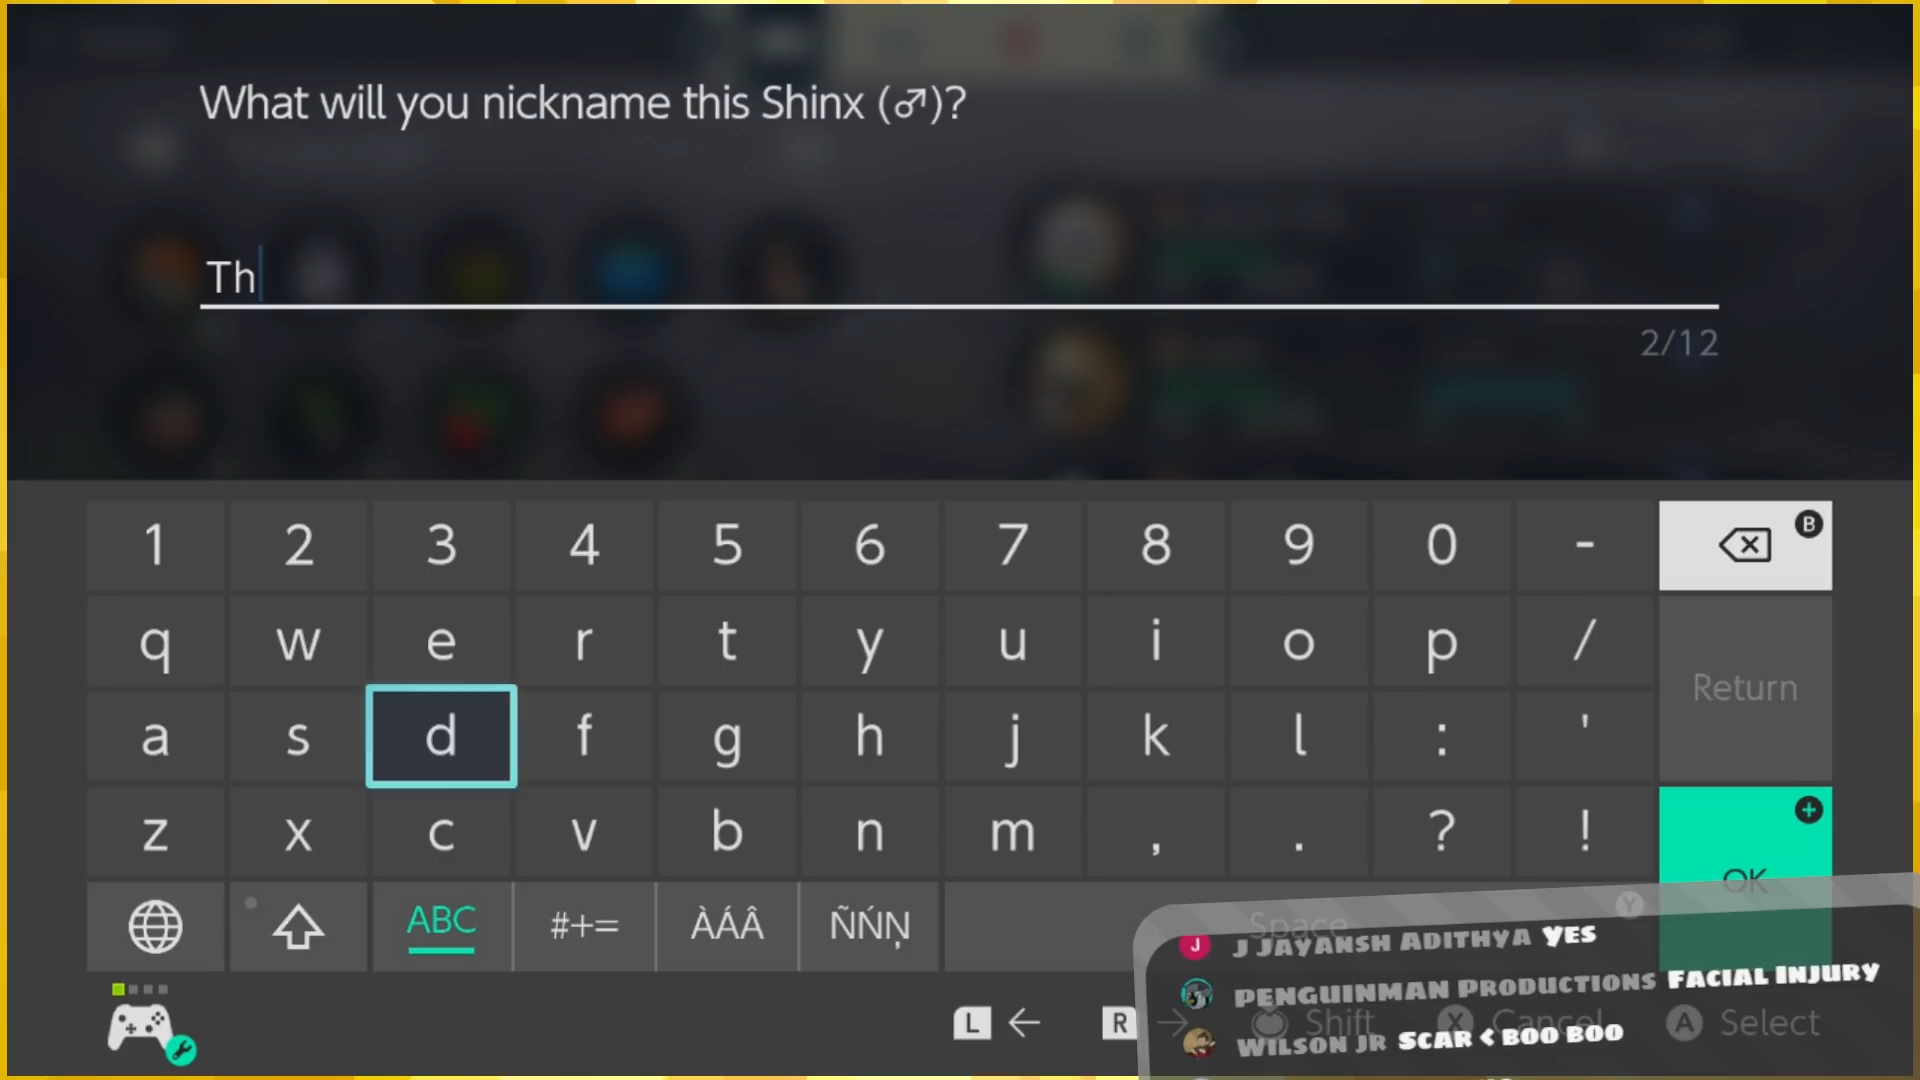 What will you nickname this Shinx (♂)?
Th
2/12
1 2 3 4 5 6 7 8 9 0 - B
q w e r t y u i o p /
Return
a s d f g h j k l : '
z x c v b n m , . ? ! +
OK
ABC #+= ÀÁÂ ÑŃŅ Space Y
J J Jayansh Adithya Yes
Penguinman Productions Facial Injury
L ← R → Shift X Cancel A Select
Wilson Jr Scar < Boo Boo